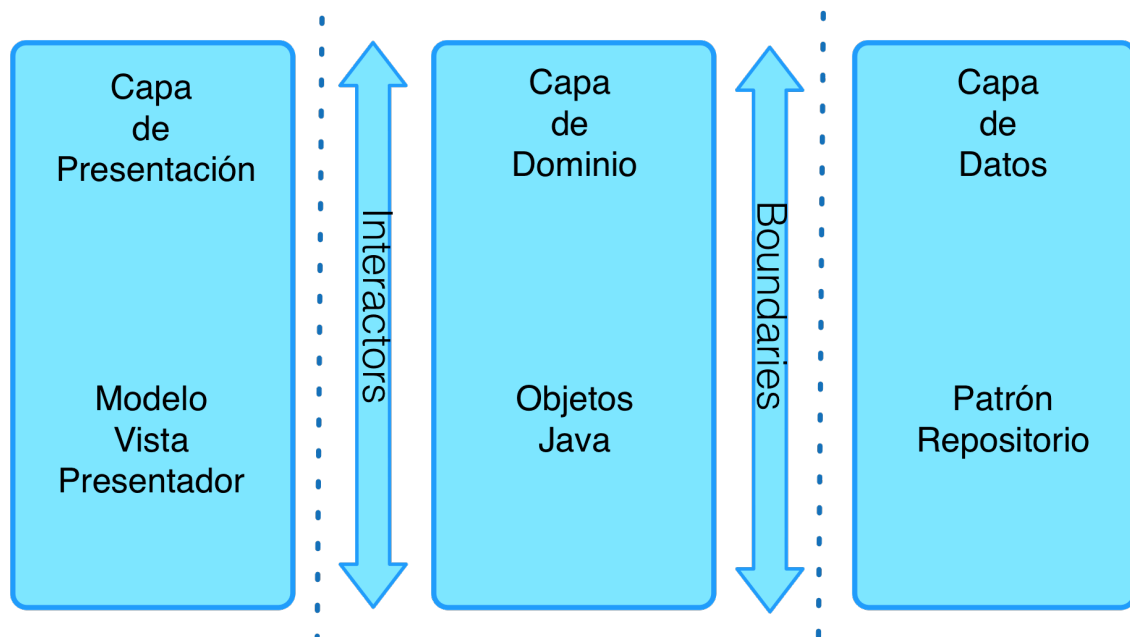 Capa
de
Presentación
Modelo
Vista
Presentador
Interactors
Capa
de
Dominio
Objetos
Java
Boundaries
Capa
de
Datos
Patrón
Repositorio